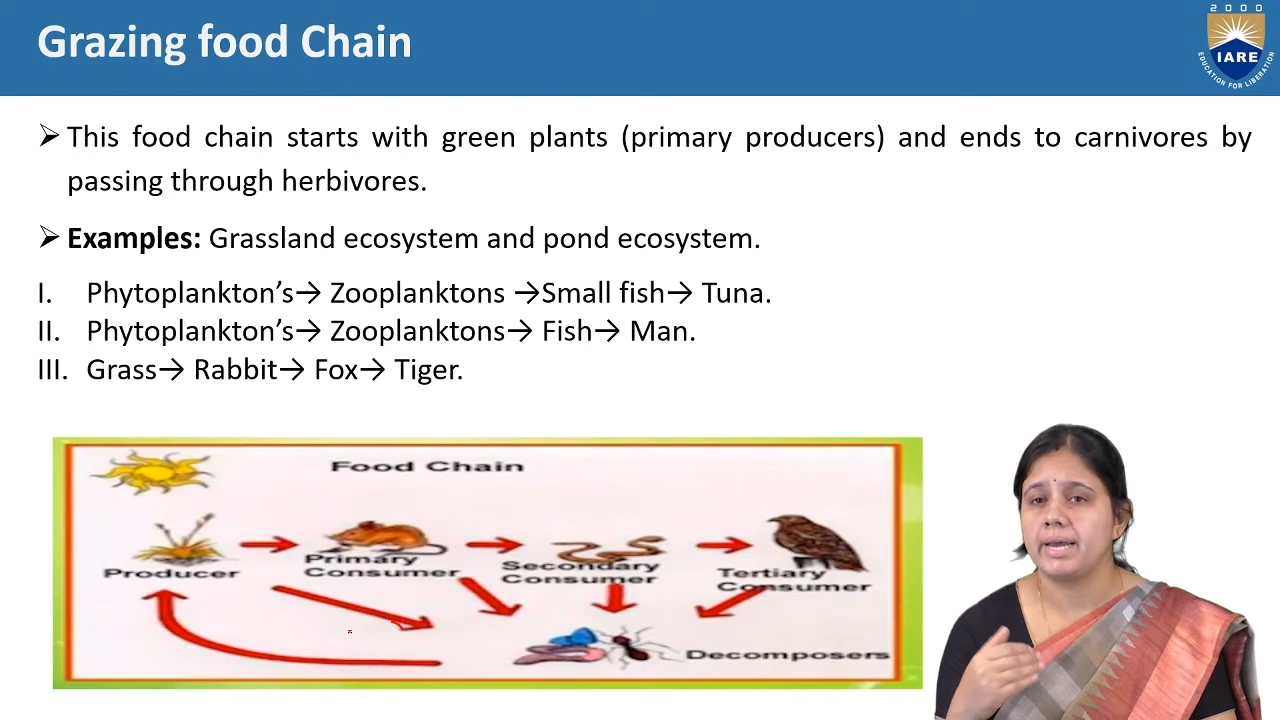 Grazing food Chain
2000
IARE
EDUCATION FOR LIBERATION
➢ This food chain starts with green plants (primary producers) and ends to carnivores by
passing through herbivores.
➢ Examples: Grassland ecosystem and pond ecosystem.
I. Phytoplankton’s→ Zooplanktons →Small fish→ Tuna.
II. Phytoplankton’s→ Zooplanktons→ Fish→ Man.
III. Grass→ Rabbit→ Fox→ Tiger.
Food Chain
Producer
Primary
Consumer
Secondary
Consumer
Tertiary
Consumer
Decomposers